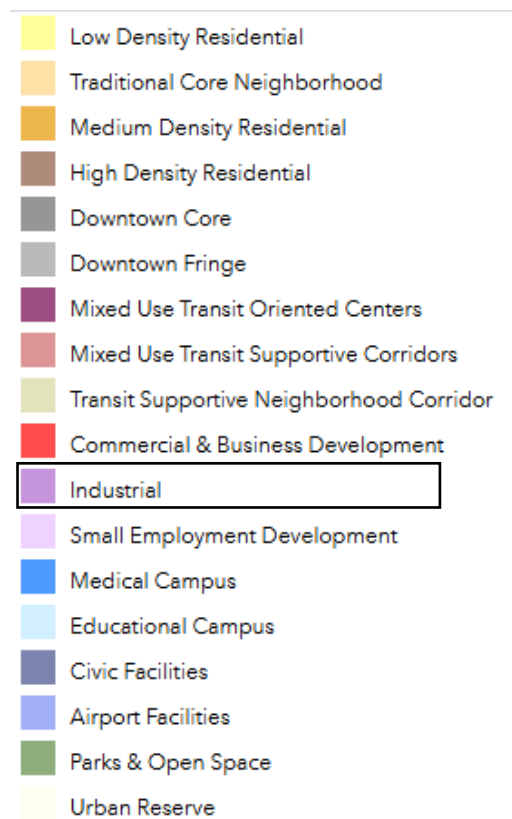 Low Density Residential
Traditional Core Neighborhood
Medium Density Residential
High Density Residential
Downtown Core
Downtown Fringe
Mixed Use Transit Oriented Centers
Mixed Use Transit Supportive Corridors
Transit Supportive Neighborhood Corridor
Commercial & Business Development
Industrial
Small Employment Development
Medical Campus
Educational Campus
Civic Facilities
Airport Facilities
Parks & Open Space
Urban Reserve